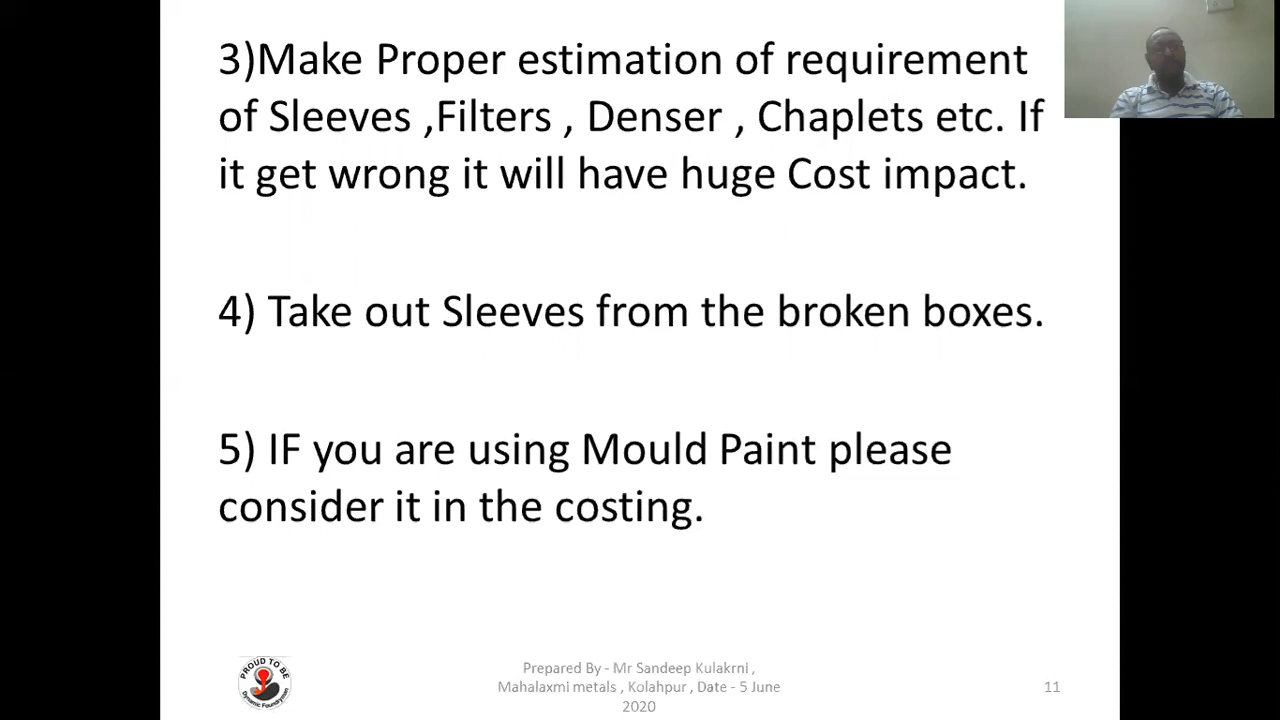 3)Make Proper estimation of requirement
of Sleeves ,Filters , Denser , Chaplets etc. If
it get wrong it will have huge Cost impact.
4) Take out Sleeves from the broken boxes.
5) IF you are using Mould Paint please
consider it in the costing.
PROUD TO BE
Dynamic Foundrymen
Prepared By - Mr Sandeep Kulakrni ,
Mahalaxmi metals , Kolahpur , Date - 5 June
2020
11